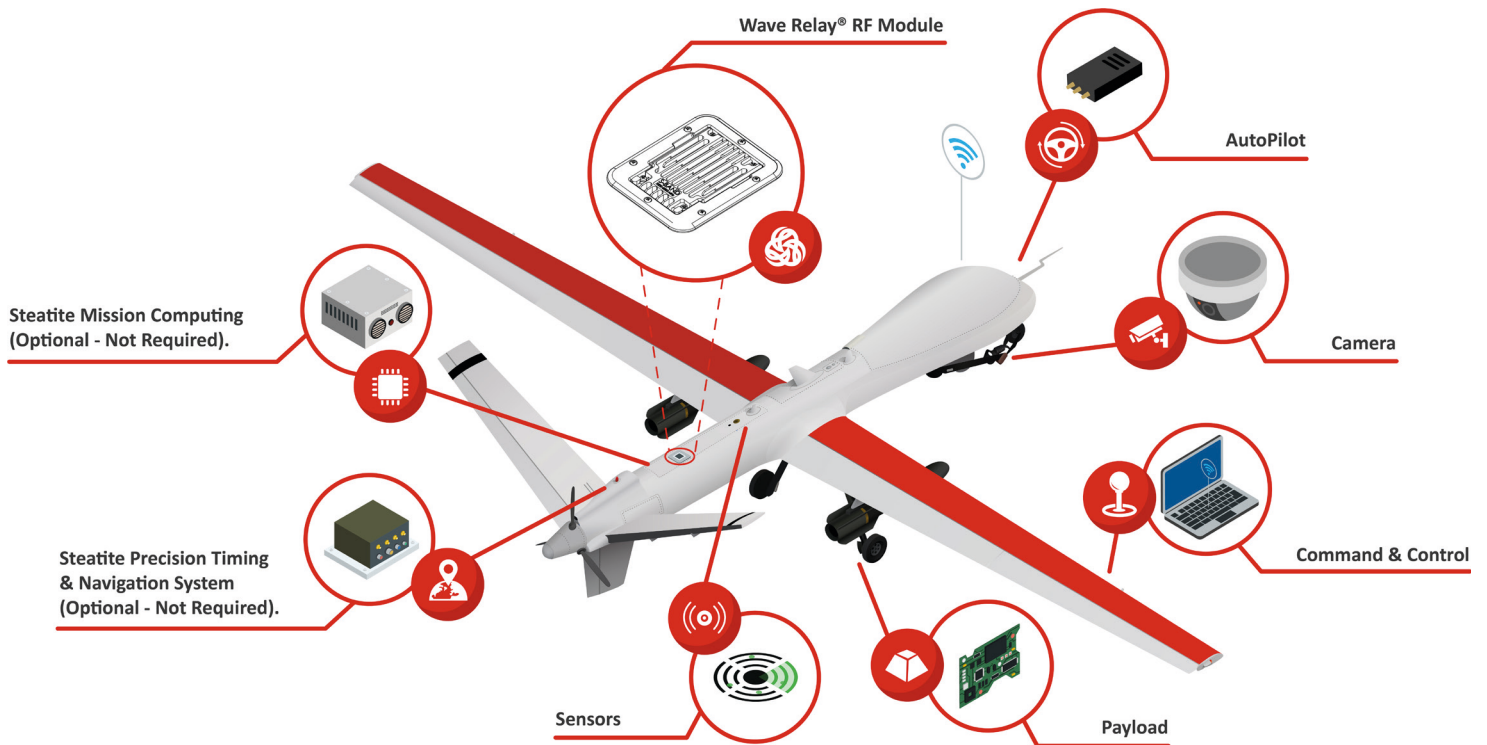 Wave Relay® RF Module
AutoPilot
Steatite Mission Computing
(Optional - Not Required).
Camera
Steatite Precision Timing
& Navigation System
(Optional - Not Required).
Command & Control
Sensors
Payload